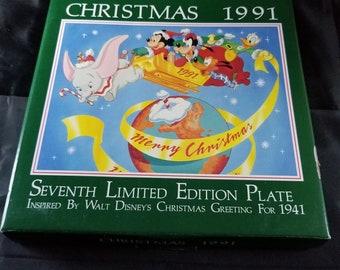 CHRISTMAS 1991
1991
Merry Christmas
SEVENTH LIMITED EDITION PLATE
INSPIRED BY WALT DISNEY'S CHRISTMAS GREETING FOR 1941
CHRISTMAS 1991